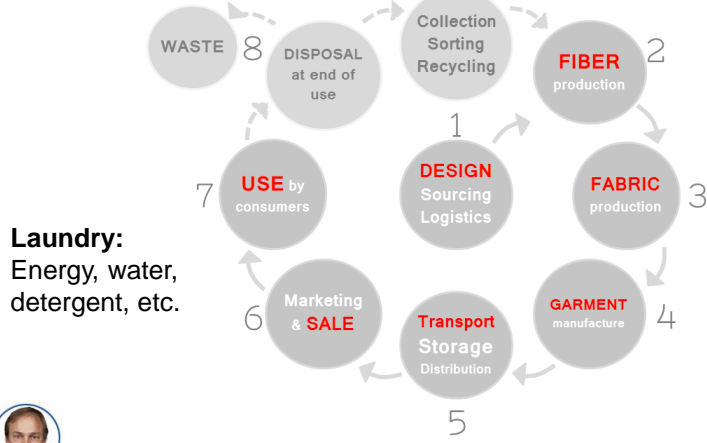 Collection
Sorting
Recycling
WASTE
8
DISPOSAL
at end of
use
FIBER
production
2
1
DESIGN
Sourcing
Logistics
7
USE by
consumers
FABRIC
production
3
Laundry:
Energy, water,
detergent, etc.
6
Marketing
& SALE
Transport
Storage
Distribution
GARMENT
manufacture
4
5